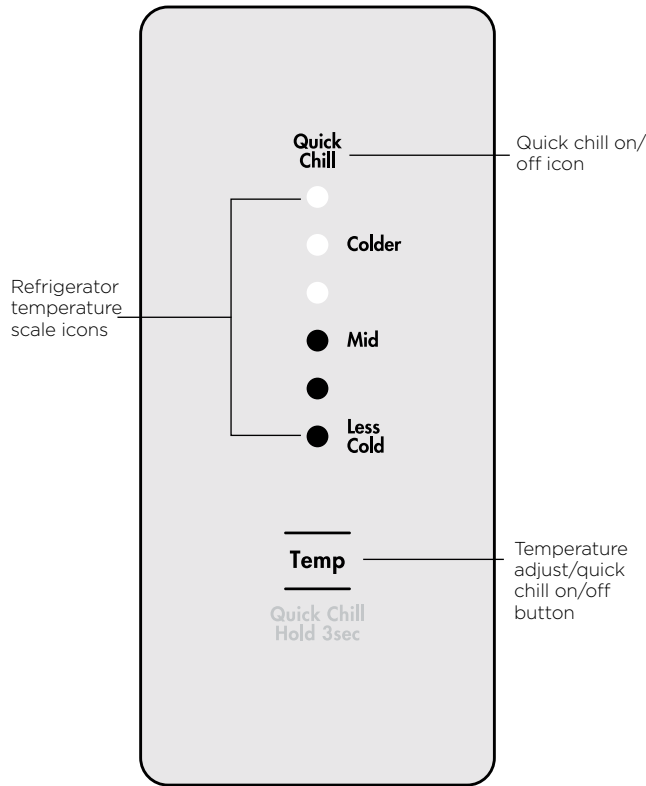 Quick
Chill
Quick chill on/
off icon
Colder
Refrigerator
temperature
scale icons
Mid
Less
Cold
Temp
Temperature
adjust/quick
chill on/off
button
Quick Chill
Hold 3sec